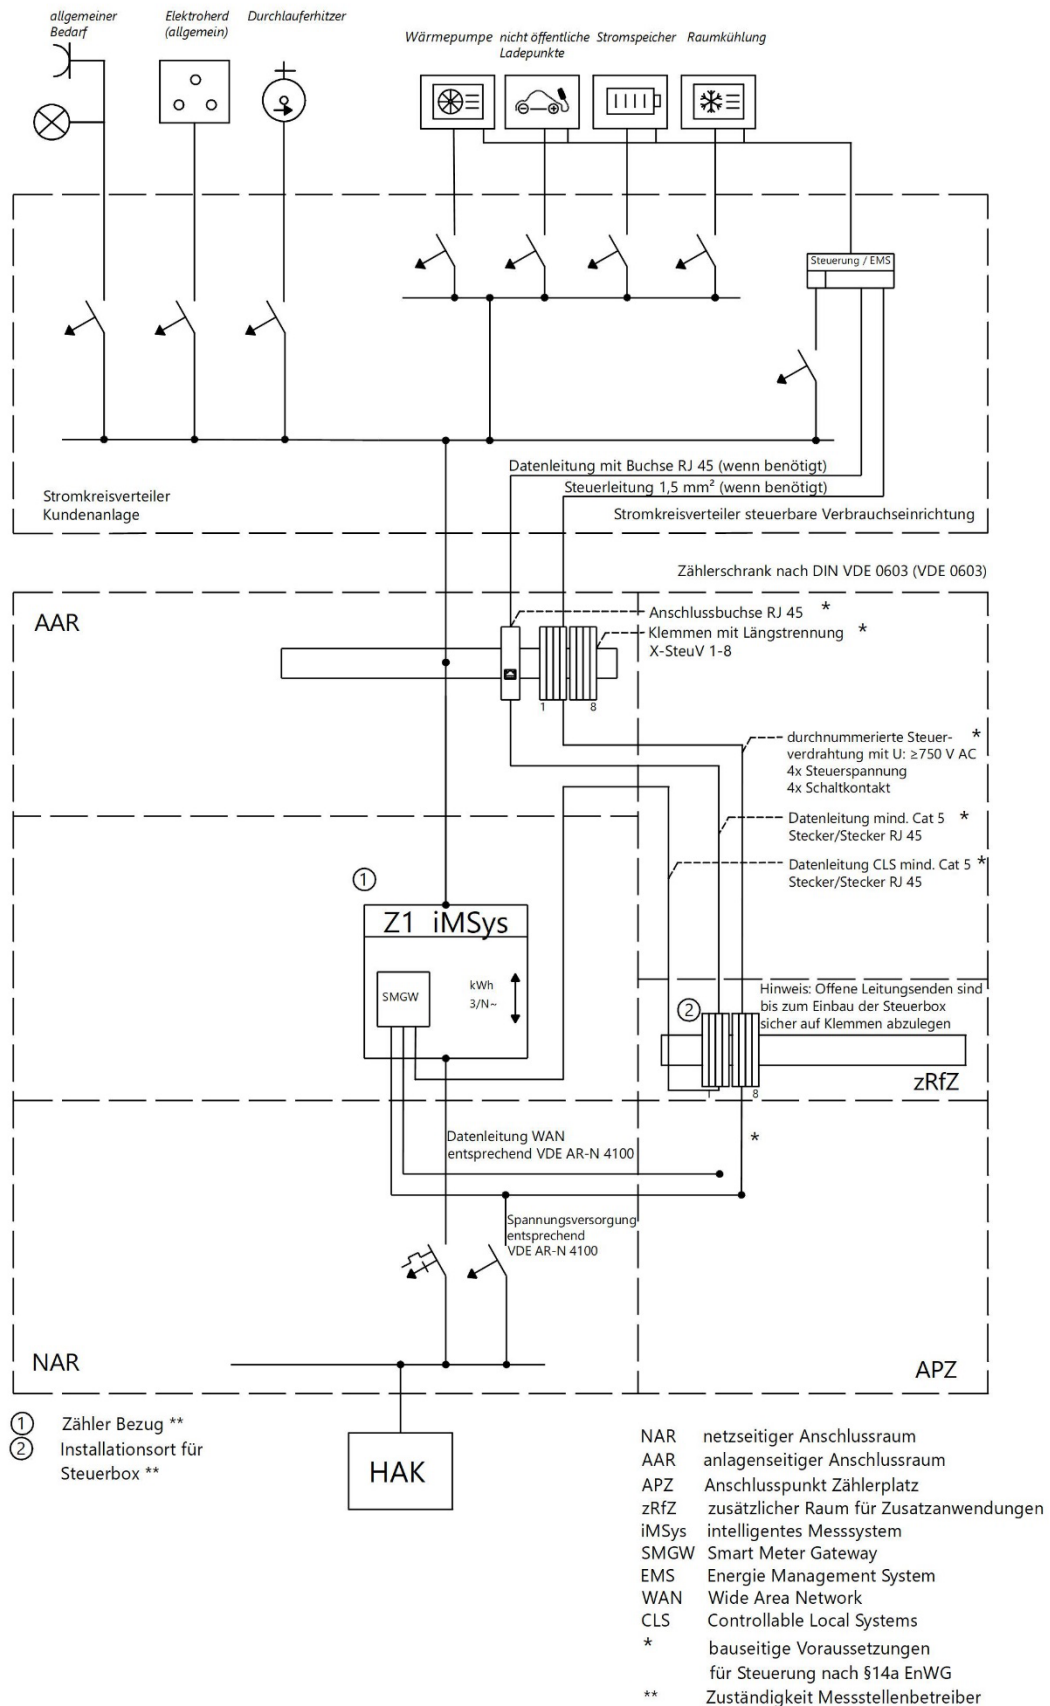 allgemeiner
Bedarf
Elektroherd
(allgemein)
Durchlauferhitzer
Wärmepumpe
nicht öffentliche
Ladepunkte
Stromspeicher
Raumkühlung
Steuerung / EMS
Datenleitung mit Buchse RJ 45 (wenn benötigt)
Steuerleitung 1,5 mm² (wenn benötigt)
Stromkreisverteiler
Kundenanlage
Stromkreisverteiler steuerbare Verbrauchseinrichtung
Zählerschrank nach DIN VDE 0603 (VDE 0603)
AAR
Anschlussbuchse RJ 45 *
Klemmen mit Längstrennung *
X-SteuV 1-8
1 8
durchnummerierte Steuer- *
verdrahtung mit U: ≥750 V AC
4x Steuerspannung
4x Schaltkontakt
Datenleitung mind. Cat 5 *
Stecker/Stecker RJ 45
Datenleitung CLS mind. Cat 5 *
Stecker/Stecker RJ 45
1
Z1 iMSys
SMGW
kWh
3/N~
2
Hinweis: Offene Leitungsenden sind
bis zum Einbau der Steuerbox
sicher auf Klemmen abzulegen
1 8
zRfZ
Datenleitung WAN
entsprechend VDE AR-N 4100
*
Spannungsversorgung
entsprechend
VDE AR-N 4100
NAR
APZ
HAK
1 Zähler Bezug **
2 Installationsort für
Steuerbox **
NAR netzseitiger Anschlussraum
AAR anlagenseitiger Anschlussraum
APZ Anschlusspunkt Zählerplatz
zRfZ zusätzlicher Raum für Zusatzanwendungen
iMSys intelligentes Messsystem
SMGW Smart Meter Gateway
EMS Energie Management System
WAN Wide Area Network
CLS Controllable Local Systems
* bauseitige Voraussetzungen
für Steuerung nach §14a EnWG
** Zuständigkeit Messstellenbetreiber